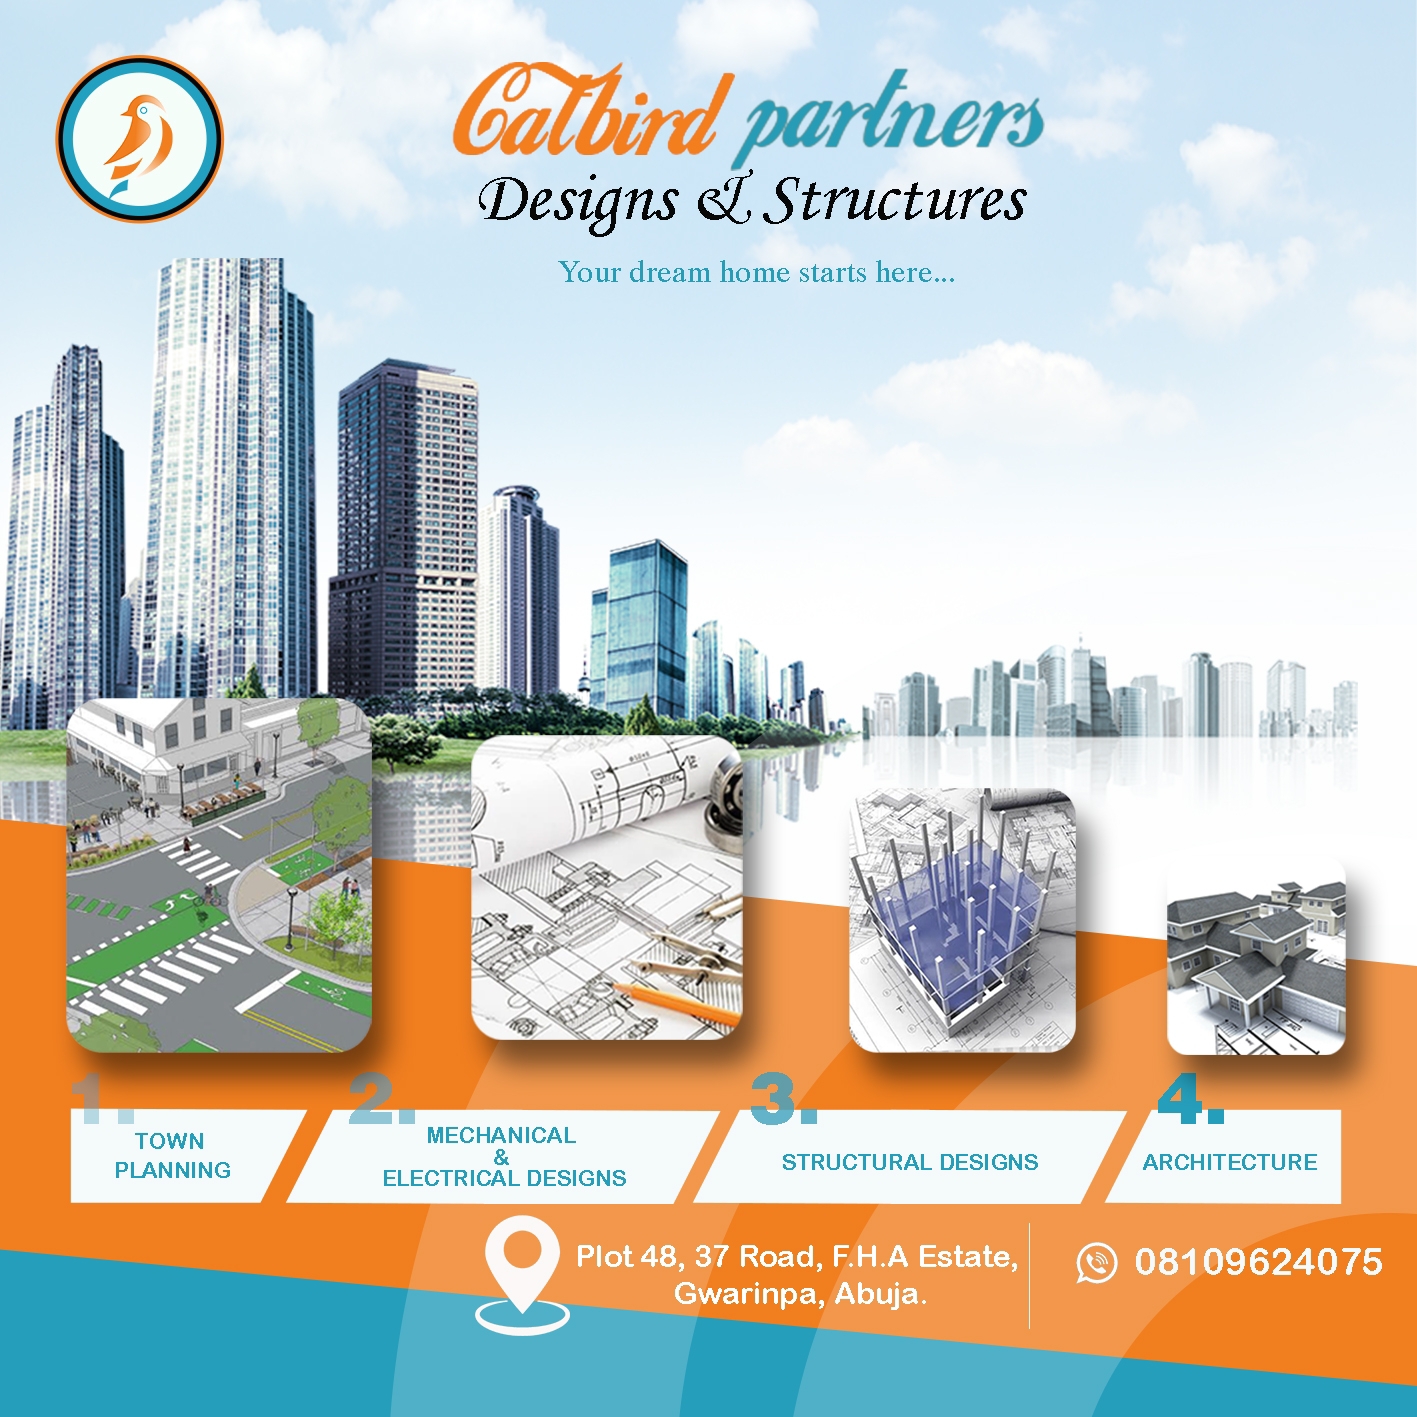 Catbird partners
Designs & Structures
Your dream home starts here...
1.
TOWN
PLANNING
2.
MECHANICAL
&
ELECTRICAL DESIGNS
3.
STRUCTURAL DESIGNS
4.
ARCHITECTURE
Plot 48, 37 Road, F.H.A Estate,
Gwarinpa, Abuja.
08109624075